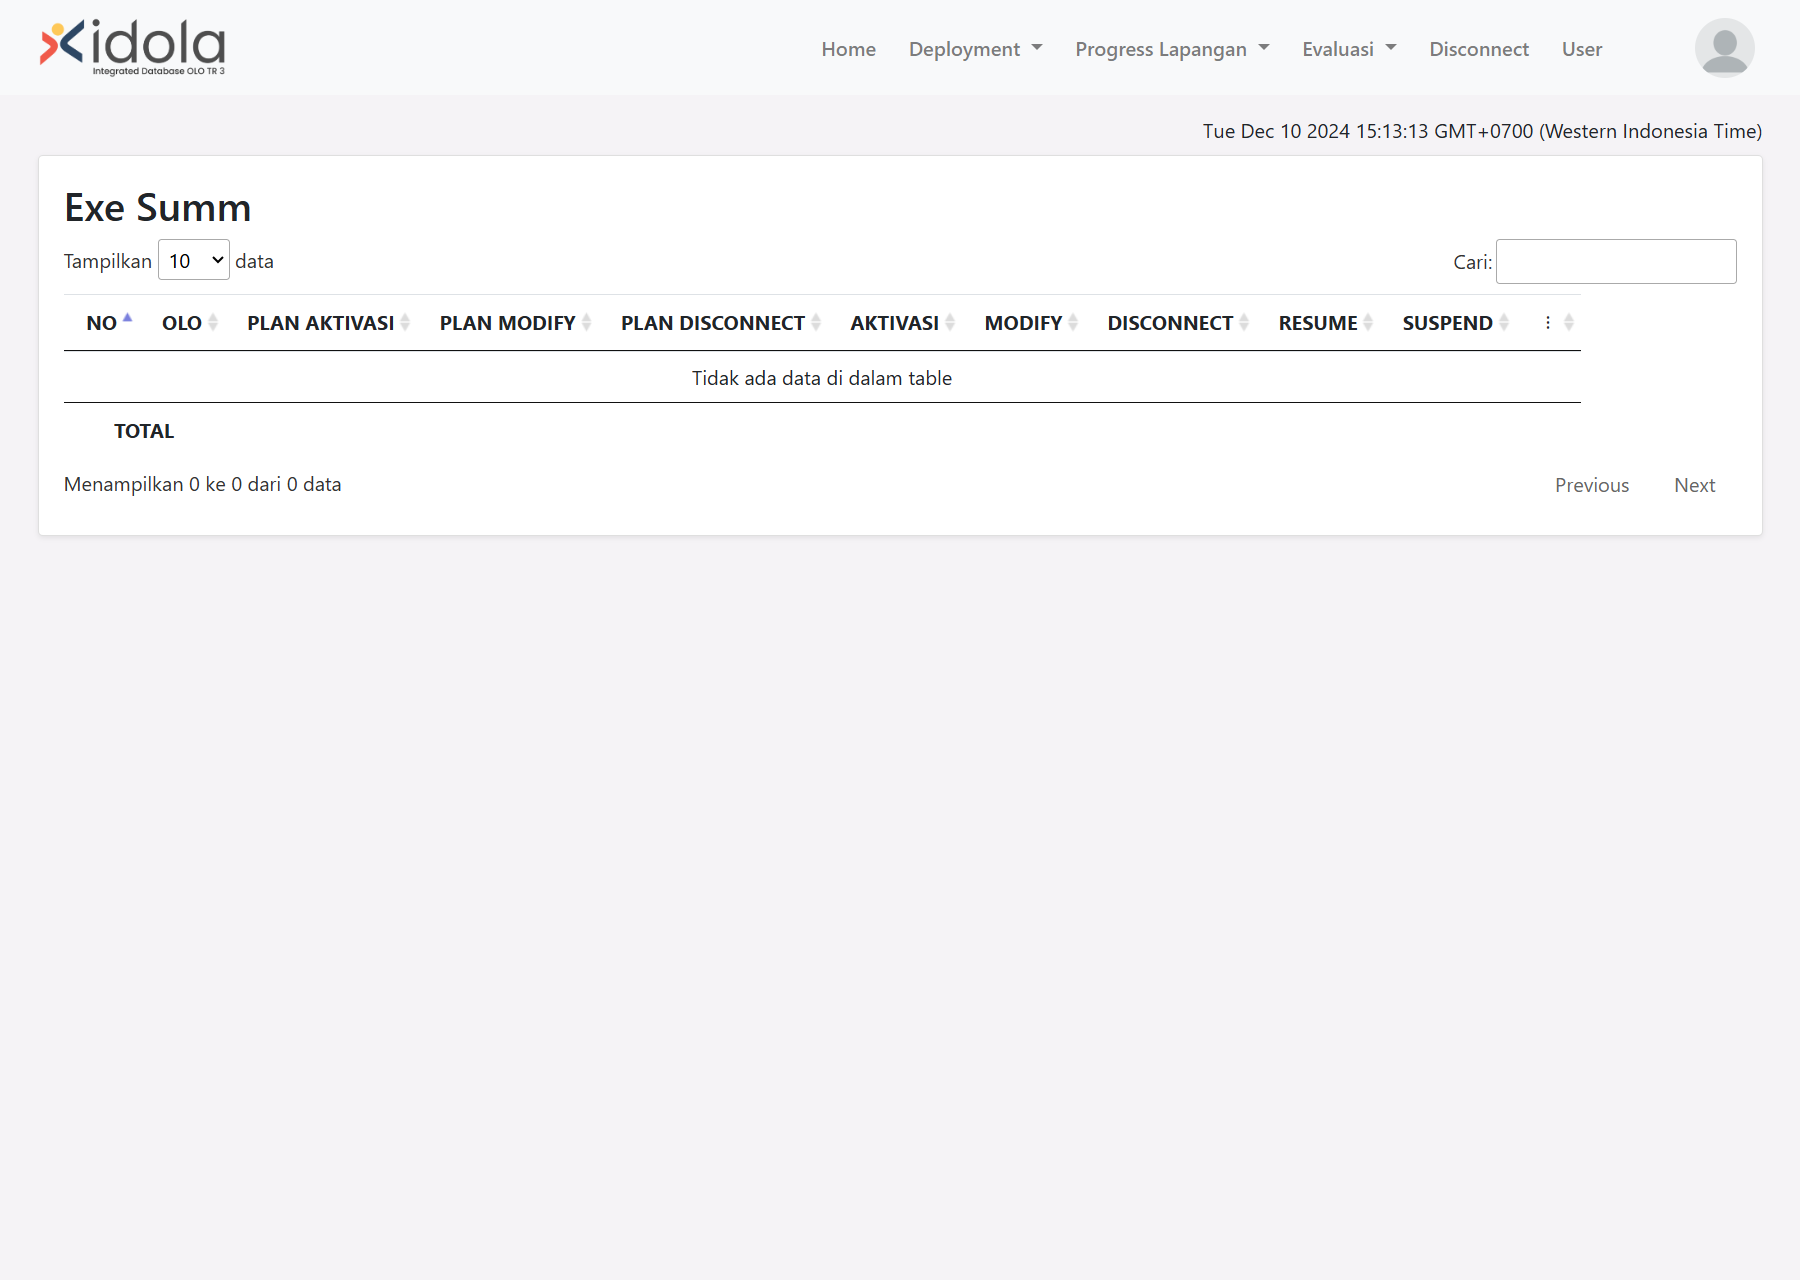 idola
Integrated Database OLO TR 3
Home Deployment Progress Lapangan Evaluasi Disconnect User
Tue Dec 10 2024 15:13:13 GMT+0700 (Western Indonesia Time)
Exe Summ
Tampilkan 10 data Cari:
NO OLO PLAN AKTIVASI PLAN MODIFY PLAN DISCONNECT AKTIVASI MODIFY DISCONNECT RESUME SUSPEND ⋮
Tidak ada data di dalam table
TOTAL
Menampilkan 0 ke 0 dari 0 data Previous Next